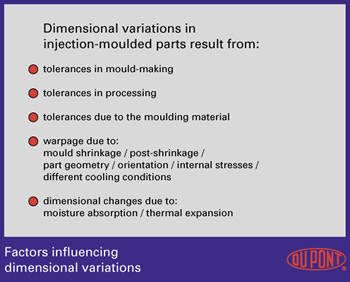 Dimensional variations in
injection-moulded parts result from:
tolerances in mould-making
tolerances in processing
tolerances due to the moulding material
warpage due to:
mould shrinkage / post-shrinkage /
part geometry / orientation / internal stresses /
different cooling conditions
dimensional changes due to:
moisture absorption / thermal expansion
Factors influencing
dimensional variations
DU PONT